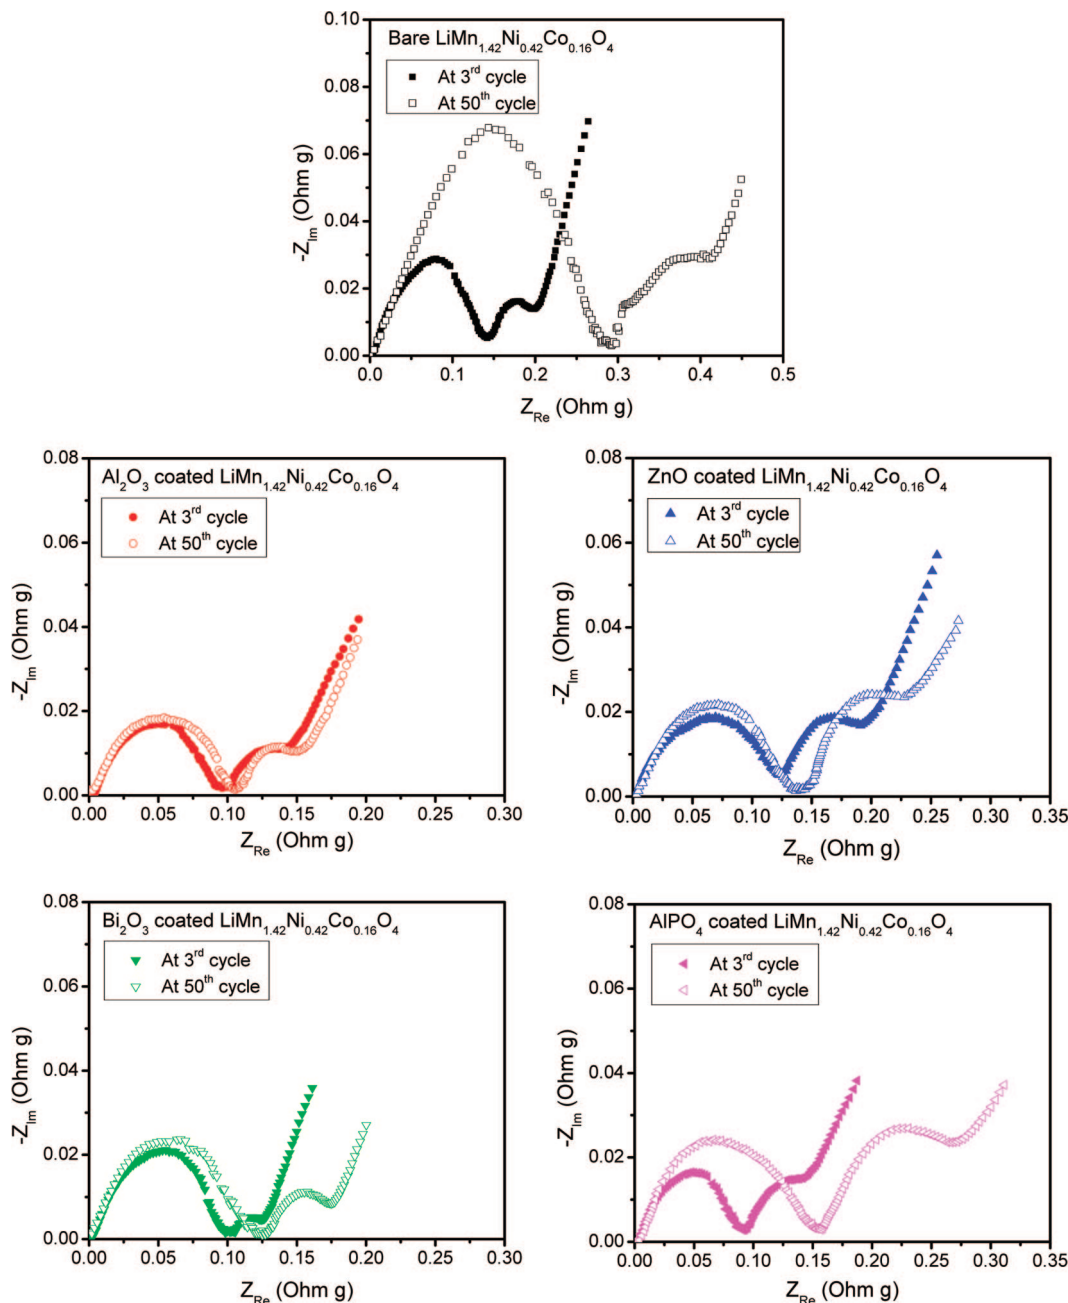 Bare LiMn1.42Ni0.42Co0.16O4
At 3rd cycle
At 50th cycle
-ZIm (Ohm g)
0.10
0.08
0.06
0.04
0.02
0.00
0.0 0.1 0.2 0.3 0.4 0.5
ZRe (Ohm g)
Al2O3 coated LiMn1.42Ni0.42Co0.16O4
At 3rd cycle
At 50th cycle
-ZIm (Ohm g)
0.08
0.06
0.04
0.02
0.00
0.00 0.05 0.10 0.15 0.20 0.25 0.30
ZRe (Ohm g)
ZnO coated LiMn1.42Ni0.42Co0.16O4
At 3rd cycle
At 50th cycle
-ZIm (Ohm g)
0.08
0.06
0.04
0.02
0.00
0.00 0.05 0.10 0.15 0.20 0.25 0.30 0.35
ZRe (Ohm g)
Bi2O3 coated LiMn1.42Ni0.42Co0.16O4
At 3rd cycle
At 50th cycle
-ZIm (Ohm g)
0.08
0.06
0.04
0.02
0.00
0.00 0.05 0.10 0.15 0.20 0.25 0.30
ZRe (Ohm g)
AlPO4 coated LiMn1.42Ni0.42Co0.16O4
At 3rd cycle
At 50th cycle
-ZIm (Ohm g)
0.08
0.06
0.04
0.02
0.00
0.00 0.05 0.10 0.15 0.20 0.25 0.30 0.35
ZRe (Ohm g)